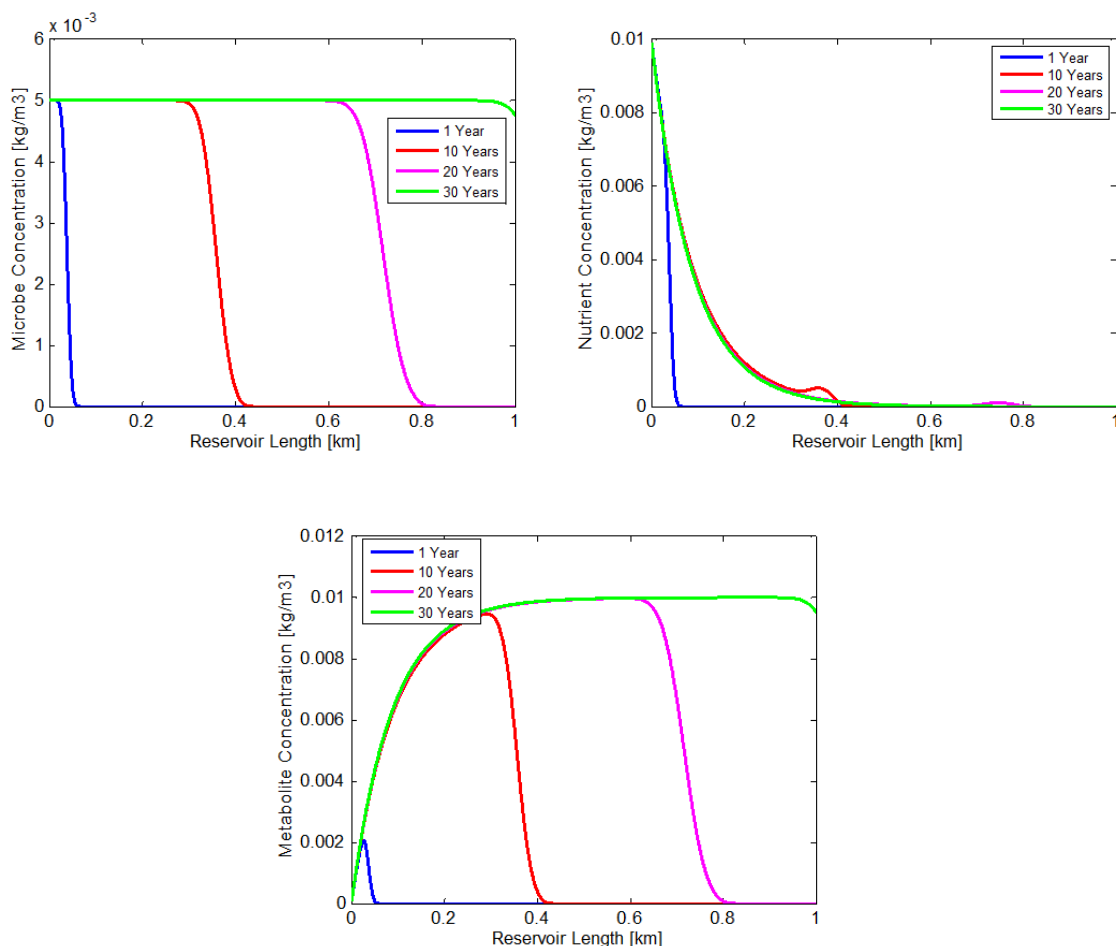 x 10⁻³
6
5
4
3
2
1
0
Microbe Concentration [kg/m3]
1 Year
10 Years
20 Years
30 Years
0 0.2 0.4 0.6 0.8 1
Reservoir Length [km]
0.01
0.008
0.006
0.004
0.002
0
Nutrient Concentration [kg/m3]
1 Year
10 Years
20 Years
30 Years
0 0.2 0.4 0.6 0.8 1
Reservoir Length [km]
0.012
0.01
0.008
0.006
0.004
0.002
0
Metabolite Concentration [kg/m3]
1 Year
10 Years
20 Years
30 Years
0 0.2 0.4 0.6 0.8 1
Reservoir Length [km]